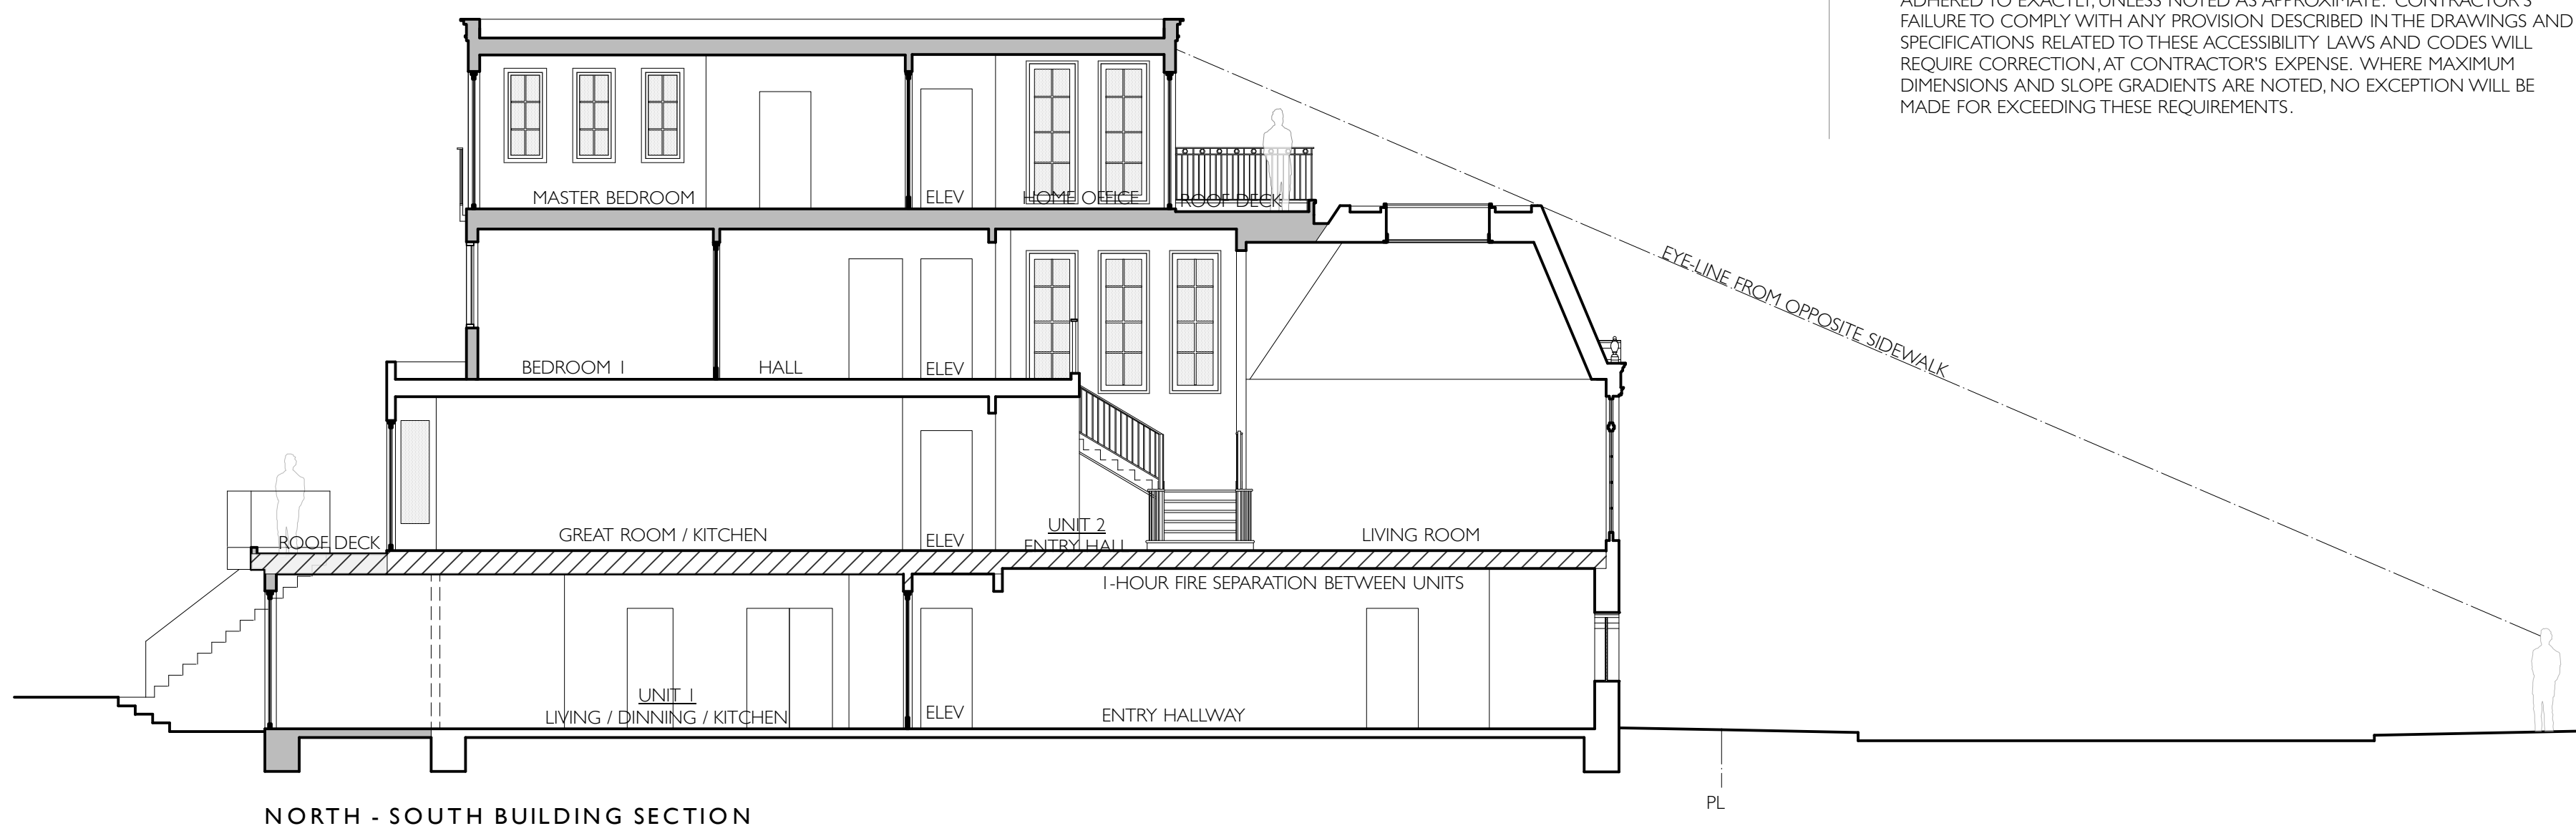 ADHERED TO EXACTLY, UNLESS NOTED AS APPROXIMATE. CONTRACTOR'S
FAILURE TO COMPLY WITH ANY PROVISION DESCRIBED IN THE DRAWINGS AND
SPECIFICATIONS RELATED TO THESE ACCESSIBILITY LAWS AND CODES WILL
REQUIRE CORRECTION, AT CONTRACTOR'S EXPENSE. WHERE MAXIMUM
DIMENSIONS AND SLOPE GRADIENTS ARE NOTED, NO EXCEPTION WILL BE
MADE FOR EXCEEDING THESE REQUIREMENTS.
MASTER BEDROOM
ELEV
HOME OFFICE
ROOF DECK
EYE-LINE FROM OPPOSITE SIDEWALK
BEDROOM 1
HALL
ELEV
ROOF DECK
GREAT ROOM / KITCHEN
ELEV
UNIT 2
ENTRY HALL
LIVING ROOM
1-HOUR FIRE SEPARATION BETWEEN UNITS
UNIT 1
LIVING / DINNING / KITCHEN
ELEV
ENTRY HALLWAY
PL
NORTH - SOUTH BUILDING SECTION